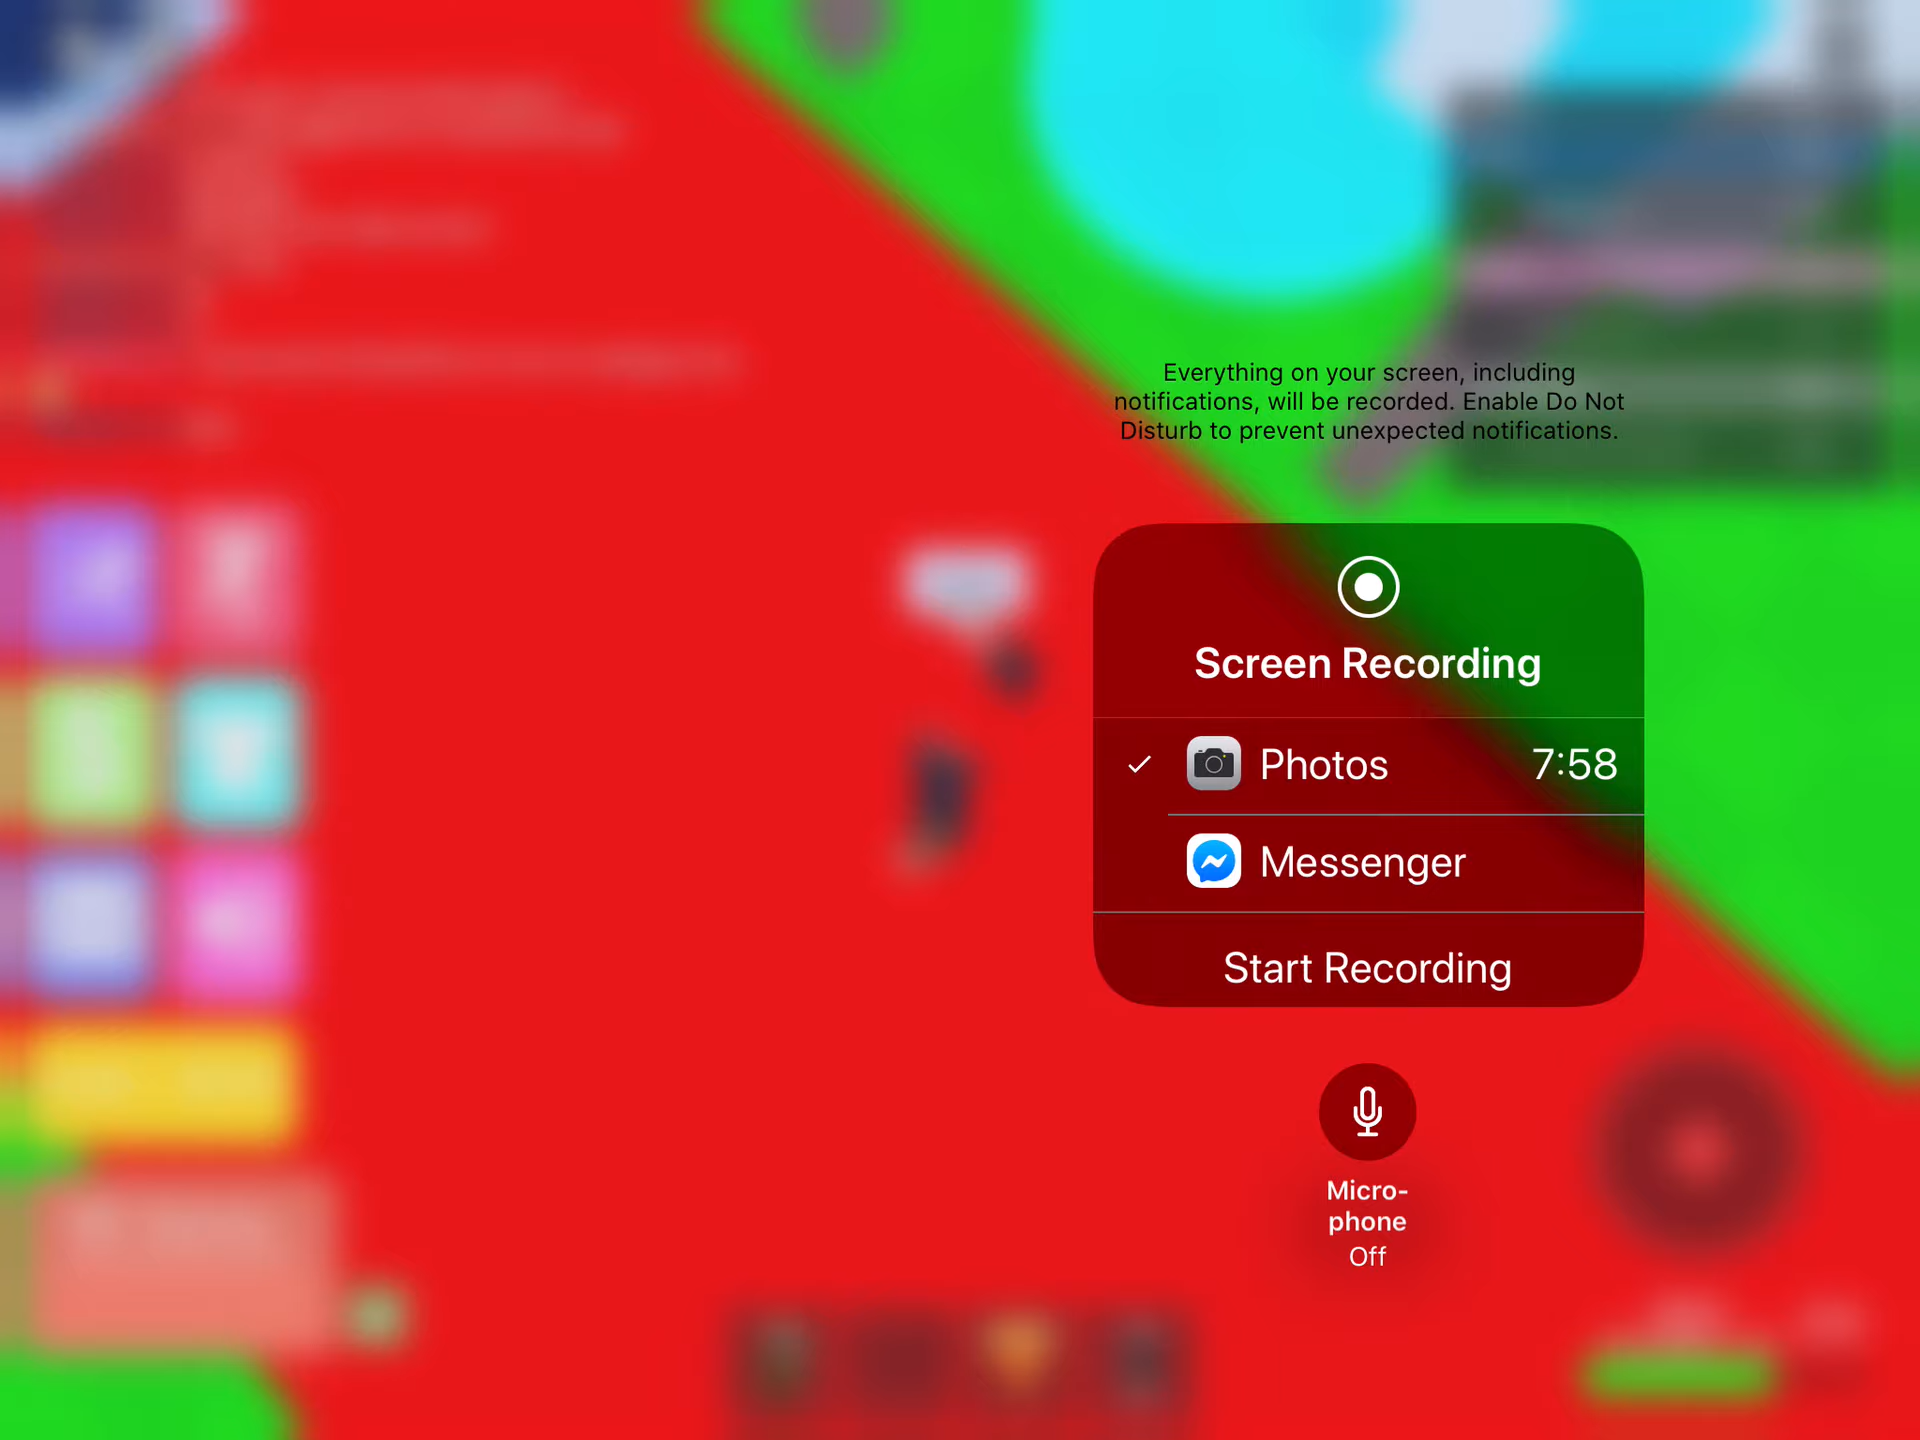 Everything on your screen, including
notifications, will be recorded. Enable Do Not
Disturb to prevent unexpected notifications.
Screen Recording
Photos 7:58
Messenger
Start Recording
Micro-
phone
Off